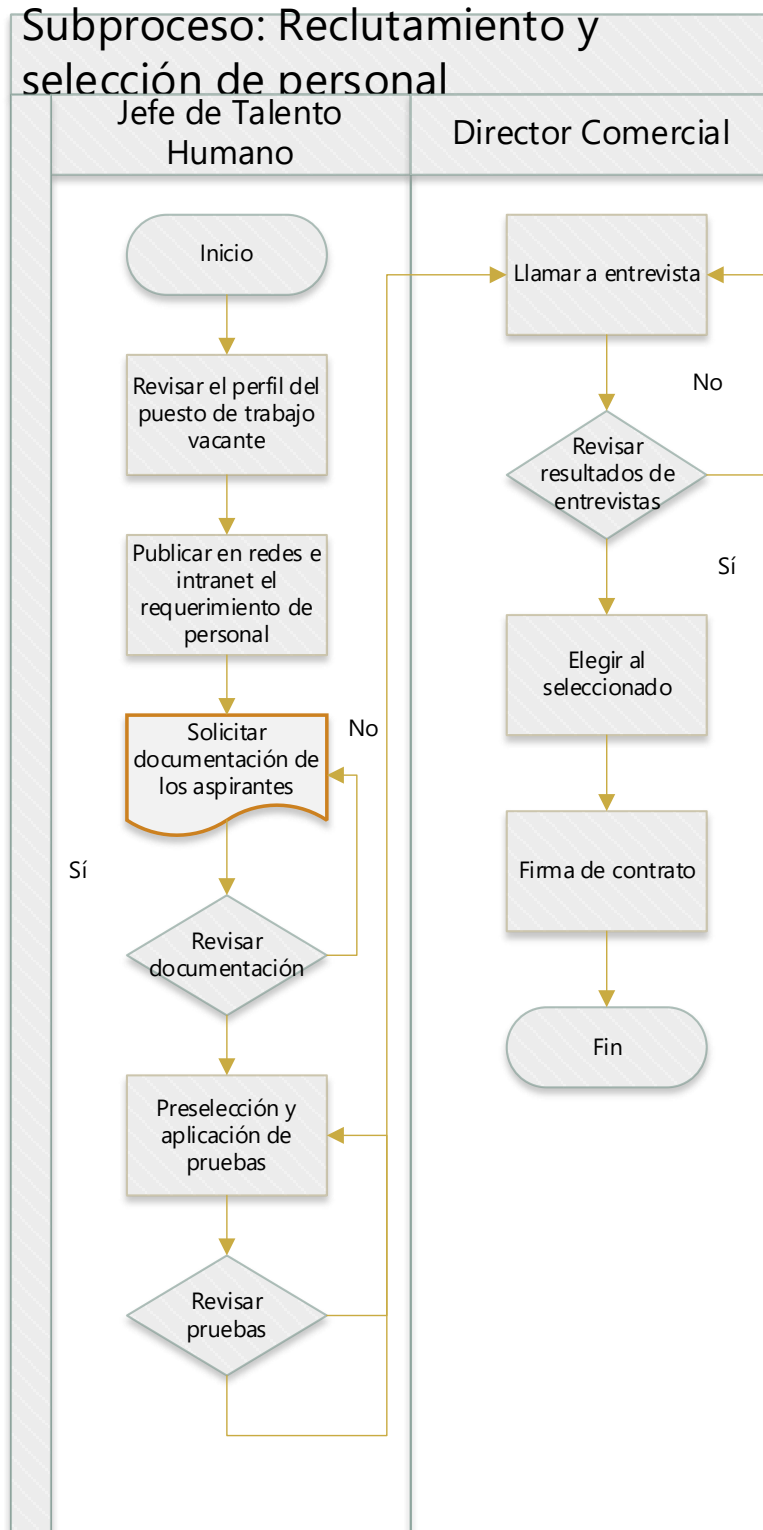 Subproceso: Reclutamiento y
selección de personal
Jefe de Talento
Humano
Director Comercial
Inicio
Revisar el perfil del
puesto de trabajo
vacante
Publicar en redes e
intranet el
requerimiento de
personal
Solicitar
documentación de
los aspirantes
No
Sí
Revisar
documentación
Preselección y
aplicación de
pruebas
Revisar
pruebas
Llamar a entrevista
No
Revisar
resultados de
entrevistas
Sí
Elegir al
seleccionado
Firma de contrato
Fin